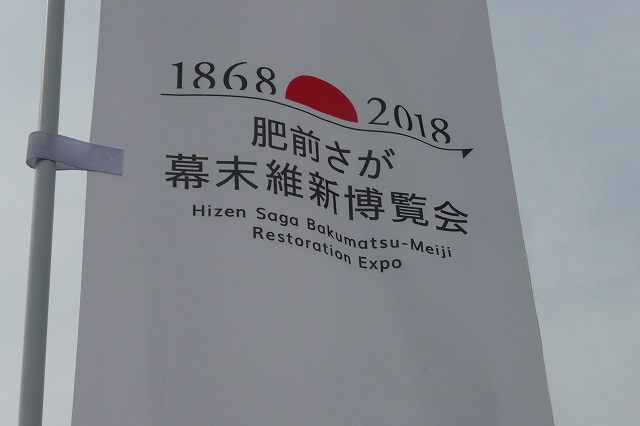 1868 2018
肥前さが
幕末維新博覧会
Hizen Saga Bakumatsu-Meiji
Restoration Expo